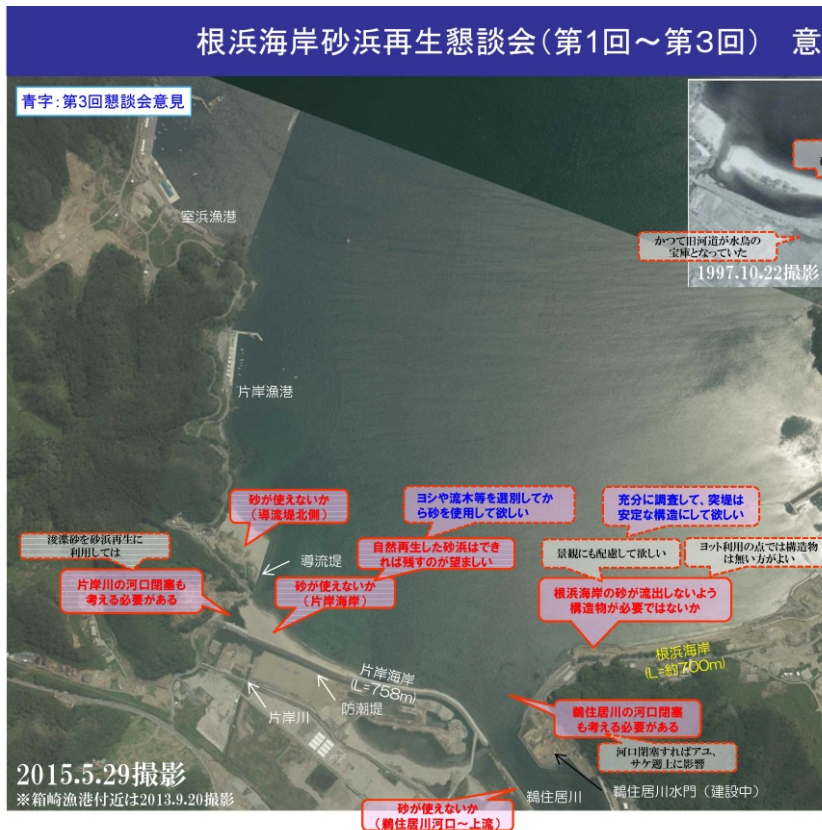 根浜海岸砂浜再生懇談会（第1回～第3回）　意
青字：第3回懇談会意見
室浜漁港
かつて旧河道が水鳥の
宝庫となっていた
1997.10.22撮影
片岸漁港
砂が使えないか
（導流堤北側）
ヨシや流木等を選別してか
ら砂を使用して欲しい
充分に調査して、突堤は
安定な構造にして欲しい
浚渫砂を砂浜再生に
利用しては
導流堤
自然再生した砂浜はでき
れば残すのが望ましい
景観にも配慮して欲しい
ヨット利用の点では構造物
は無い方がよい
片岸川の河口閉塞も
考える必要がある
砂が使えないか
（片岸海岸）
根浜海岸の砂が流出しないよう
構造物が必要ではないか
根浜海岸
(L=約700m)
片岸海岸
(L=758m)
片岸川
防潮堤
鵜住居川の河口閉塞
も考える必要がある
河口閉塞すればアユ、
サケ遡上に影響
2015.5.29撮影
※箱崎漁港付近は2013.9.20撮影
鵜住居川
鵜住居川水門（建設中）
砂が使えないか
（鵜住居川河口～上流）